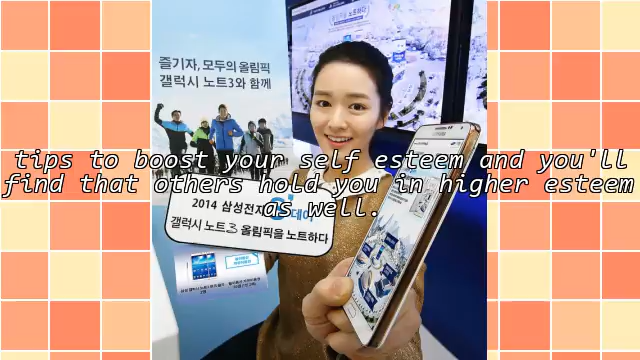 즐기자, 모두의 올림픽
갤럭시 노트3와 함께
tips to boost your self esteem and you'll
find that others hold you in higher esteem
as well.
2014 삼성전자 데이
갤럭시 노트3 올림픽을 노트하다